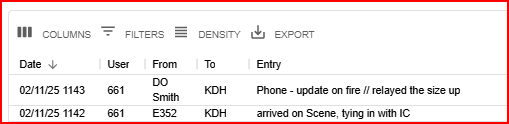 COLUMNS FILTERS DENSITY EXPORT
Date ↓ User From To Entry
02/11/25 1143 661 DO Smith KDH Phone - update on fire // relayed the size up
02/11/25 1142 661 E352 KDH arrived on Scene, tying in with IC